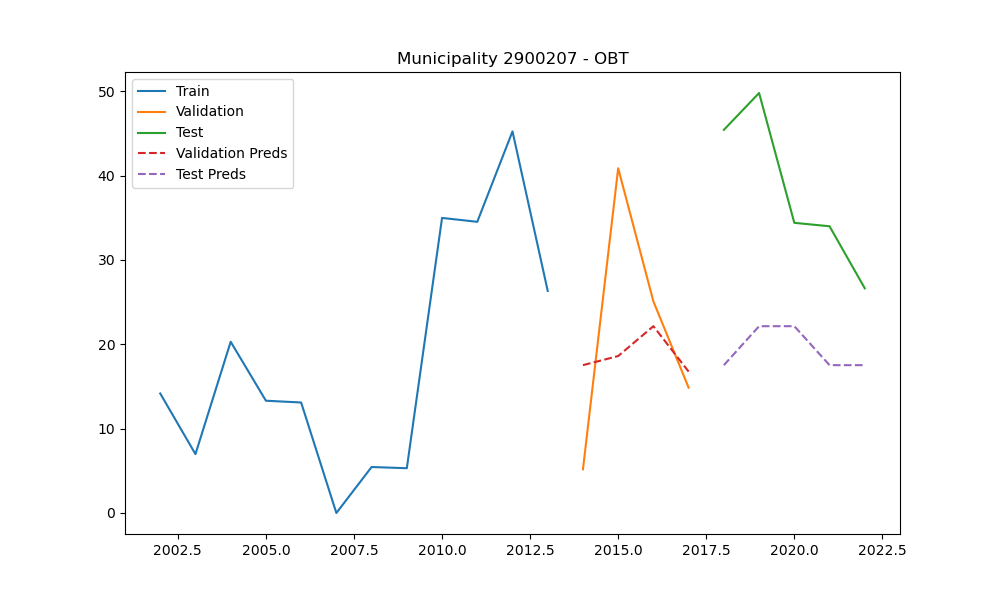 Municipality 2900207 - OBT
Train
Validation
Test
Validation Preds
Test Preds
50
40
30
20
10
0
2002.5 2005.0 2007.5 2010.0 2012.5 2015.0 2017.5 2020.0 2022.5